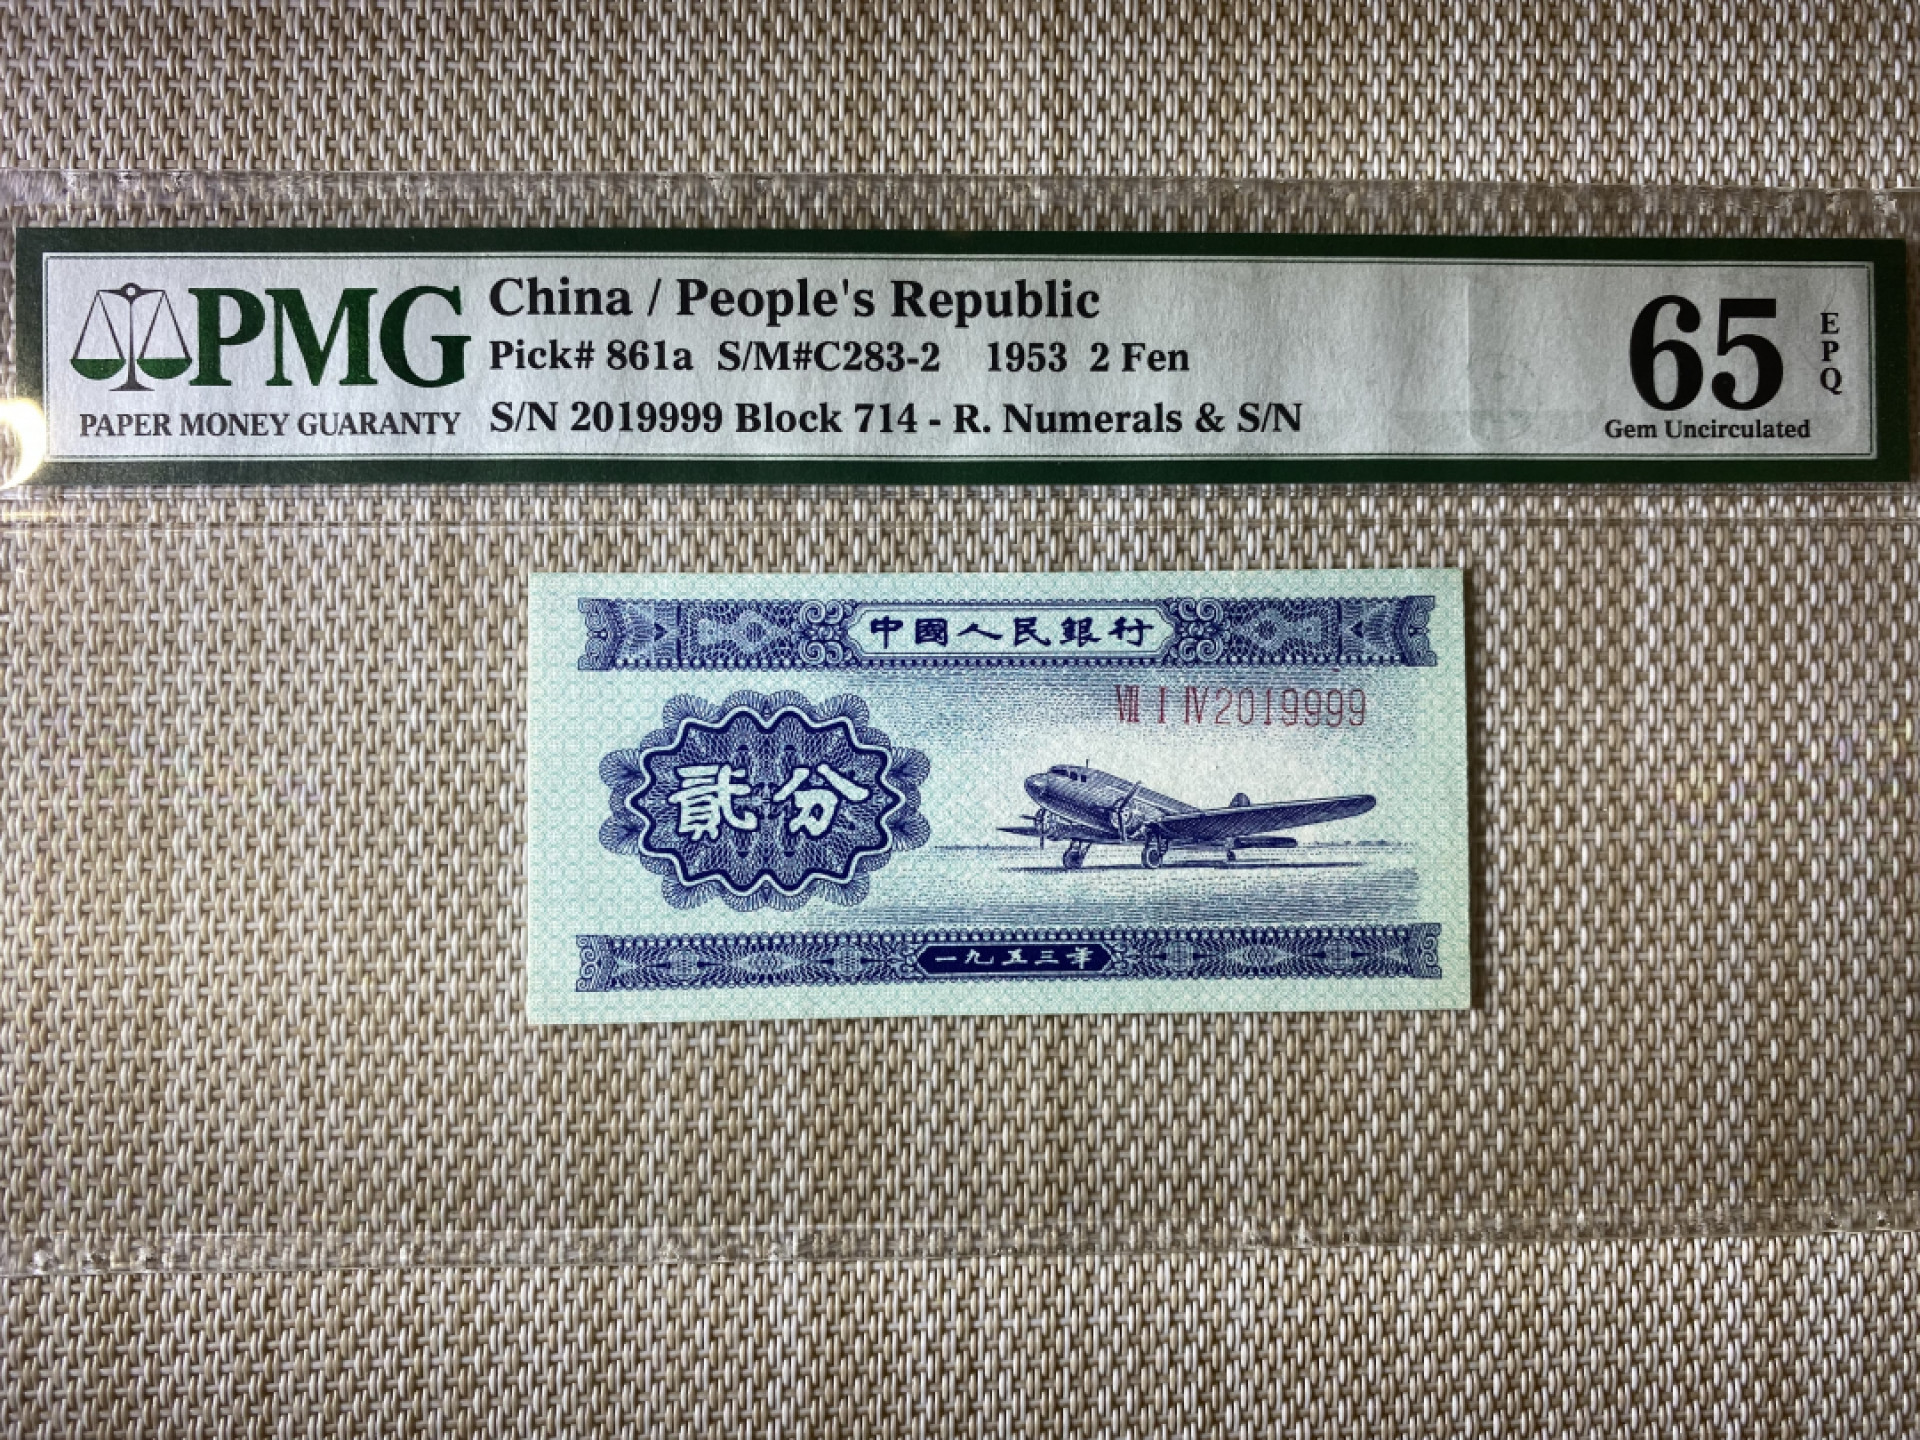 PMG
PAPER MONEY GUARANTY
China / People's Republic
Pick# 861a S/M#C283-2 1953 2 Fen
S/N 2019999 Block 714 - R. Numerals & S/N
65
EPQ
Gem Uncirculated
中國人民銀行
VII I IV 2019999
貳分
一九五三年